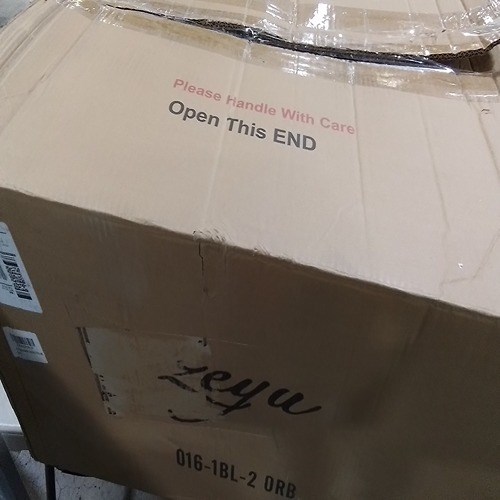 Please Handle With Care
Open This END
zeyu
016-1BL-2 ORB